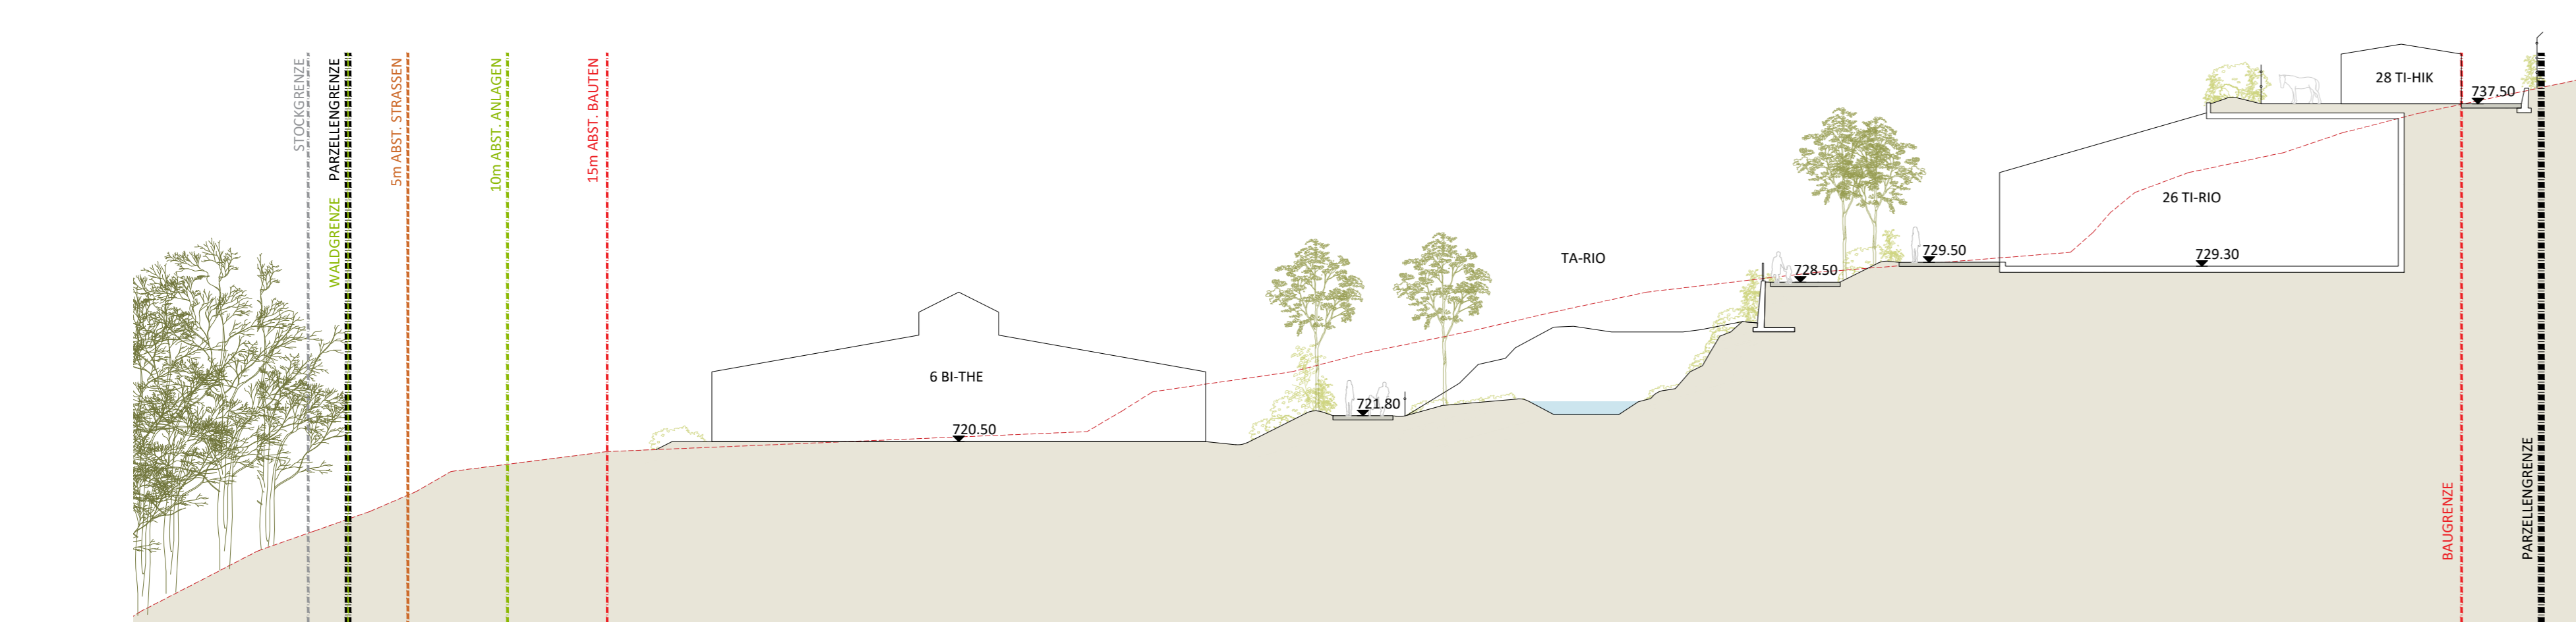 STOCKGRENZE
WALDGRENZE
PARZELLENGRENZE
5m ABST. STRASSEN
10m ABST. ANLAGEN
15m ABST. BAUTEN
6 BI-THE
720.50
721.80
TA-RIO
728.50
729.50
26 TI-RIO
729.30
28 TI-HIK
737.50
BAUGRENZE
PARZELLENGRENZE